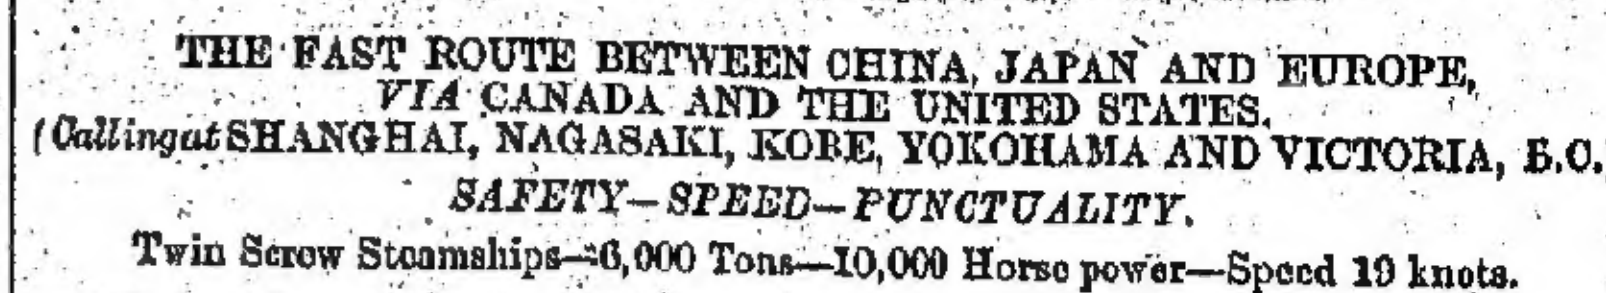 THE FAST ROUTE BETWEEN CHINA, JAPAN AND EUROPE,
VIA CANADA AND THE UNITED STATES.
(Calling at SHANGHAI, NAGASAKI, KOBE, YOKOHAMA AND VICTORIA, B.C.
SAFETY—SPEED—PUNCTUALITY.
Twin Screw Steamships—6,000 Tons—10,000 Horse power—Speed 19 knots.